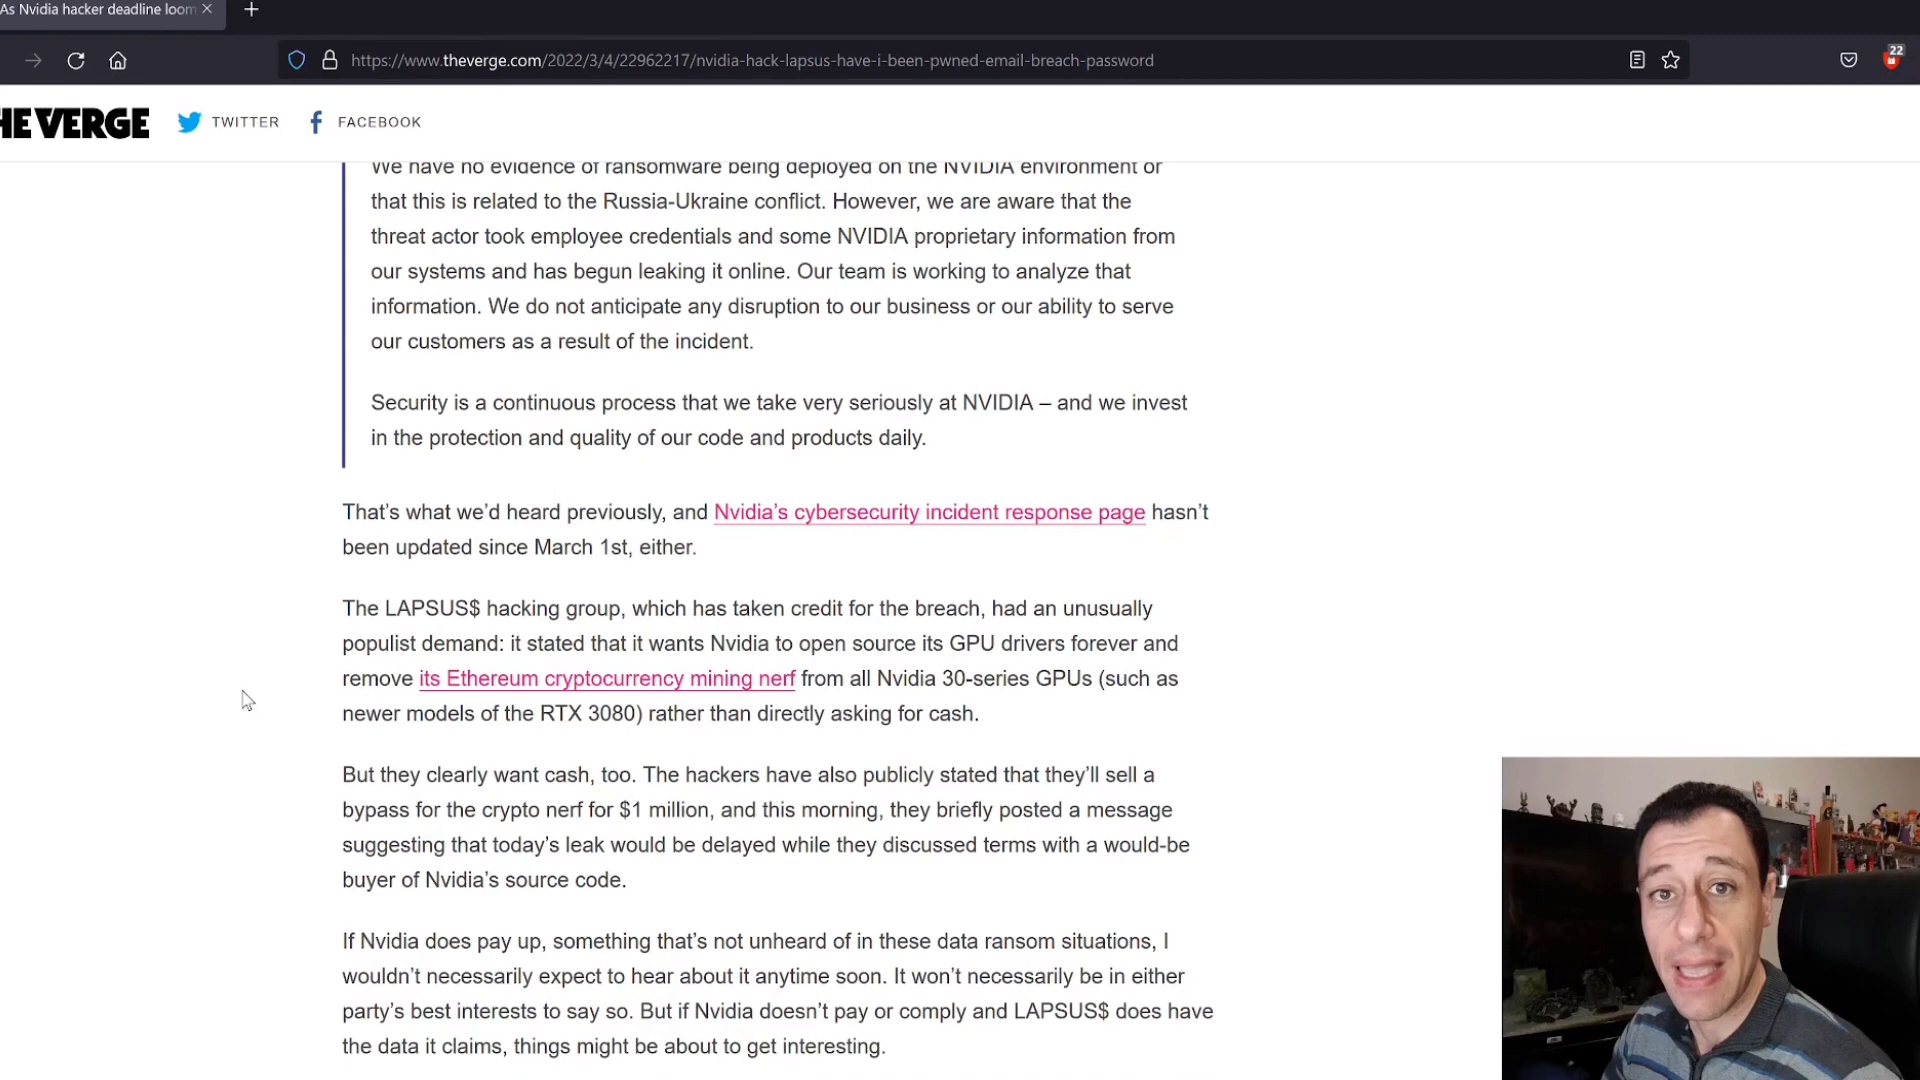 As Nvidia hacker deadline loom
https://www.theverge.com/2022/3/4/22962217/nvidia-hack-lapsus-have-i-been-pwned-email-breach-password
22
HE VERGE
TWITTER
FACEBOOK
We have no evidence of ransomware being deployed on the NVIDIA environment or
that this is related to the Russia-Ukraine conflict. However, we are aware that the
threat actor took employee credentials and some NVIDIA proprietary information from
our systems and has begun leaking it online. Our team is working to analyze that
information. We do not anticipate any disruption to our business or our ability to serve
our customers as a result of the incident.
Security is a continuous process that we take very seriously at NVIDIA – and we invest
in the protection and quality of our code and products daily.
That’s what we’d heard previously, and Nvidia’s cybersecurity incident response page hasn’t
been updated since March 1st, either.
The LAPSUS$ hacking group, which has taken credit for the breach, had an unusually
populist demand: it stated that it wants Nvidia to open source its GPU drivers forever and
remove its Ethereum cryptocurrency mining nerf from all Nvidia 30-series GPUs (such as
newer models of the RTX 3080) rather than directly asking for cash.
But they clearly want cash, too. The hackers have also publicly stated that they’ll sell a
bypass for the crypto nerf for $1 million, and this morning, they briefly posted a message
suggesting that today’s leak would be delayed while they discussed terms with a would-be
buyer of Nvidia’s source code.
If Nvidia does pay up, something that’s not unheard of in these data ransom situations, I
wouldn’t necessarily expect to hear about it anytime soon. It won’t necessarily be in either
party’s best interests to say so. But if Nvidia doesn’t pay or comply and LAPSUS$ does have
the data it claims, things might be about to get interesting.